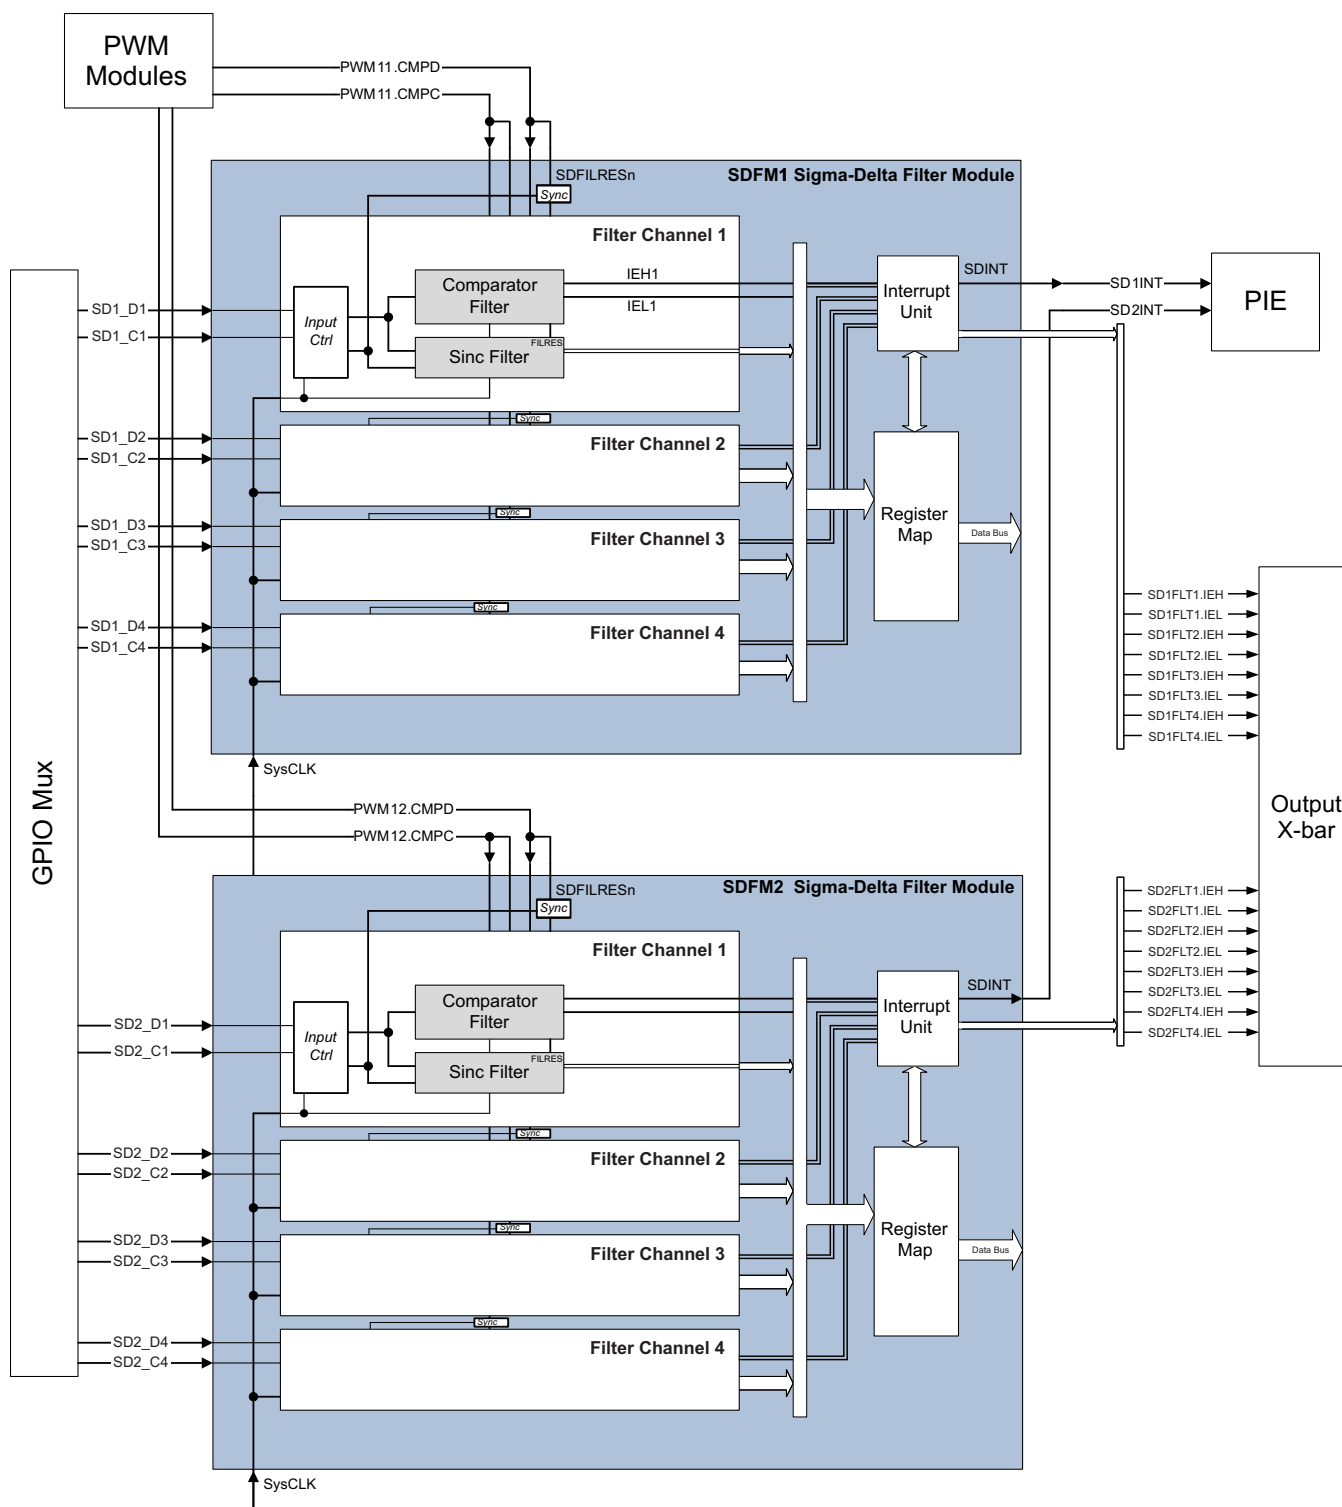 PWM
Modules
PWM11.CMPD
PWM11.CMPC
SDFM1 Sigma-Delta Filter Module
SDFILRESn
Sync
Filter Channel 1
Comparator
Filter
IEH1
IEL1
Input
Ctrl
FILRES
Sinc Filter
SD1_D1
SD1_C1
Interrupt
Unit
SDINT
SD1INT
SD2INT
PIE
Sync
SD1_D2
SD1_C2
Filter Channel 2
Sync
SD1_D3
SD1_C3
Filter Channel 3
Register
Map
Data Bus
Sync
SD1_D4
SD1_C4
Filter Channel 4
SD1FLT1.IEH
SD1FLT1.IEL
SD1FLT2.IEH
SD1FLT2.IEL
SD1FLT3.IEH
SD1FLT3.IEL
SD1FLT4.IEH
SD1FLT4.IEL
SysCLK
GPIO Mux
Output
X-bar
PWM12.CMPD
PWM12.CMPC
SDFM2 Sigma-Delta Filter Module
SDFILRESn
Sync
Filter Channel 1
Comparator
Filter
Input
Ctrl
FILRES
Sinc Filter
SD2_D1
SD2_C1
Interrupt
Unit
SDINT
SD2FLT1.IEH
SD2FLT1.IEL
SD2FLT2.IEH
SD2FLT2.IEL
SD2FLT3.IEH
SD2FLT3.IEL
SD2FLT4.IEH
SD2FLT4.IEL
Sync
SD2_D2
SD2_C2
Filter Channel 2
Sync
SD2_D3
SD2_C3
Filter Channel 3
Register
Map
Data Bus
Sync
SD2_D4
SD2_C4
Filter Channel 4
SysCLK